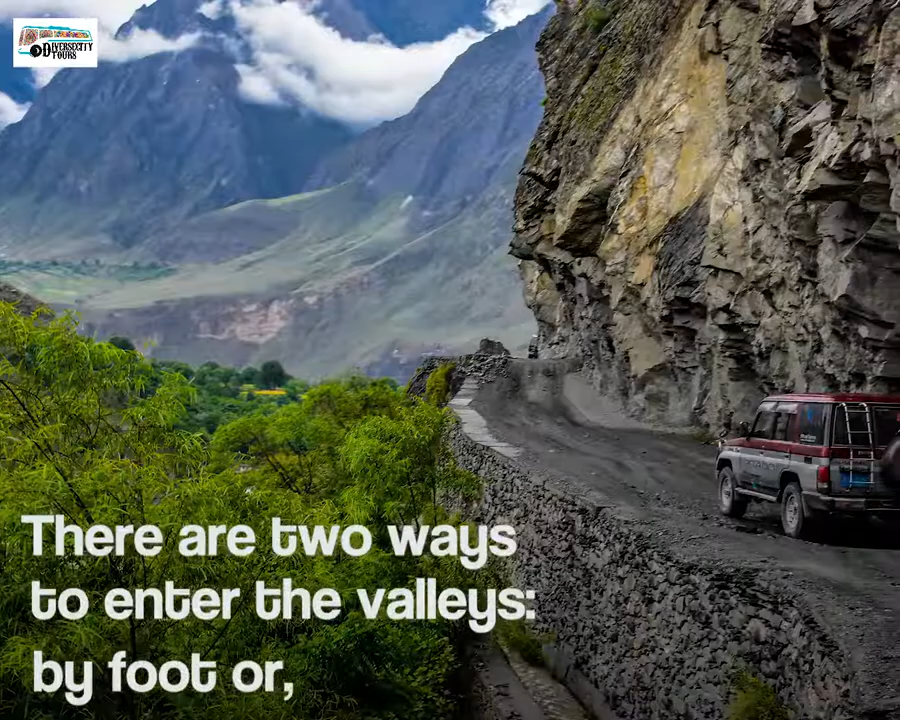 DIVERSECITY
TOURS
There are two ways
to enter the valleys:
by foot or,